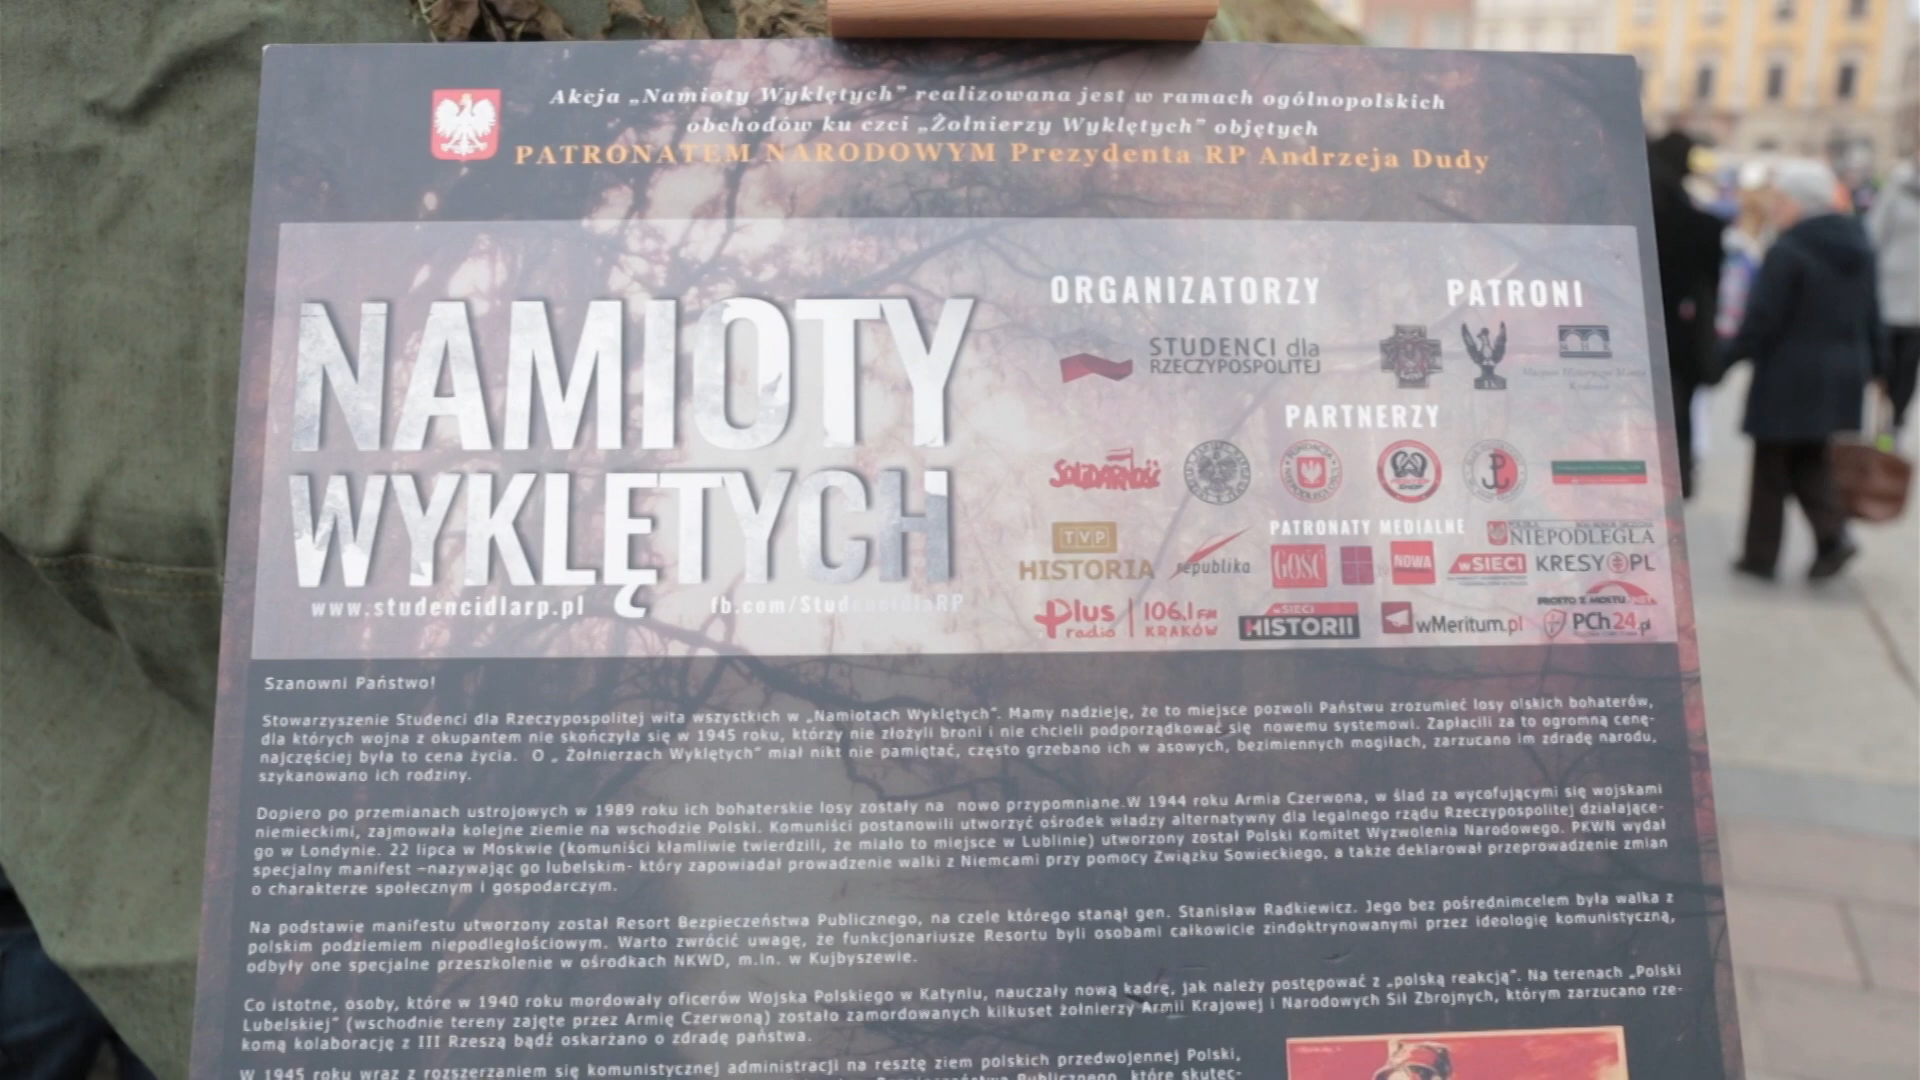 Akcja „Namioty Wyklętych” realizowana jest w ramach ogólnopolskich
obchodów ku czci „Żołnierzy Wyklętych” objętych
PATRONATEM NARODOWYM Prezydenta RP Andrzeja Dudy
NAMIOTY
WYKLĘTYCH
www.studencidlarp.pl fb.com/StudencidlaRP
ORGANIZATORZY
STUDENCI dla
RZECZYPOSPOLITEJ
PATRONI
PARTNERZY
SOLIDARNOŚĆ
PATRONATY MEDIALNE
TVP
HISTORIA
republika
GOŚĆ
NOWA
wSIECI
NIEPODLEGŁA
KRESY PL
Plus
radio
106.1 FM
KRAKÓW
wSIECI
HISTORII
wMeritum.pl
PROSTO Z MOSTU
PCh24.pl
Szanowni Państwo!
Stowarzyszenie Studenci dla Rzeczypospolitej wita wszystkich w „Namiotach Wyklętych”. Mamy nadzieję, że to miejsce pozwoli Państwu zrozumieć losy olskich bohaterów,
dla których wojna z okupantem nie skończyła się w 1945 roku, którzy nie złożyli broni i nie chcieli podporządkować się nowemu systemowi. Zapłacili za to ogromną cenę-
najczęściej była to cena życia. O „ Żołnierzach Wyklętych” miał nikt nie pamiętać, często grzebano ich w asowych, bezimiennych mogiłach, zarzucano im zdradę narodu,
szykanowano ich rodziny.
Dopiero po przemianach ustrojowych w 1989 roku ich bohaterskie losy zostały na nowo przypomniane.W 1944 roku Armia Czerwona, w ślad za wycofującymi się wojskami
niemieckimi, zajmowała kolejne ziemie na wschodzie Polski. Komuniści postanowili utworzyć ośrodek władzy alternatywny dla legalnego rządu Rzeczypospolitej działające-
go w Londynie. 22 lipca w Moskwie (komuniści kłamliwie twierdzili, że miało to miejsce w Lublinie) utworzony został Polski Komitet Wyzwolenia Narodowego. PKWN wydał
specjalny manifest –nazywając go lubelskim- który zapowiadał prowadzenie walki z Niemcami przy pomocy Związku Sowieckiego, a także deklarował przeprowadzenie zmian
o charakterze społecznym i gospodarczym.
Na podstawie manifestu utworzony został Resort Bezpieczeństwa Publicznego, na czele którego stanął gen. Stanisław Radkiewicz. Jego bez pośrednimcelem była walka z
polskim podziemiem niepodległościowym. Warto zwrócić uwagę, że funkcjonariusze Resortu byli osobami całkowicie zindoktrynowanymi przez ideologię komunistyczną,
odbyły one specjalne przeszkolenie w ośrodkach NKWD, m.in. w Kujbyszewie.
Co istotne, osoby, które w 1940 roku mordowały oficerów Wojska Polskiego w Katyniu, nauczały nową kadrę, jak należy postępować z „polską reakcją”. Na terenach „Polski
Lubelskiej” (wschodnie tereny zajęte przez Armię Czerwoną) zostało zamordowanych kilkuset żołnierzy Armii Krajowej i Narodowych Sił Zbrojnych, którym zarzucano rze-
komą kolaborację z III Rzeszą bądź oskarżano o zdradę państwa.
W 1945 roku wraz z rozszerzaniem się komunistycznej administracji na resztę ziem polskich przedwojennej Polski,
Publicznego, które skutec-